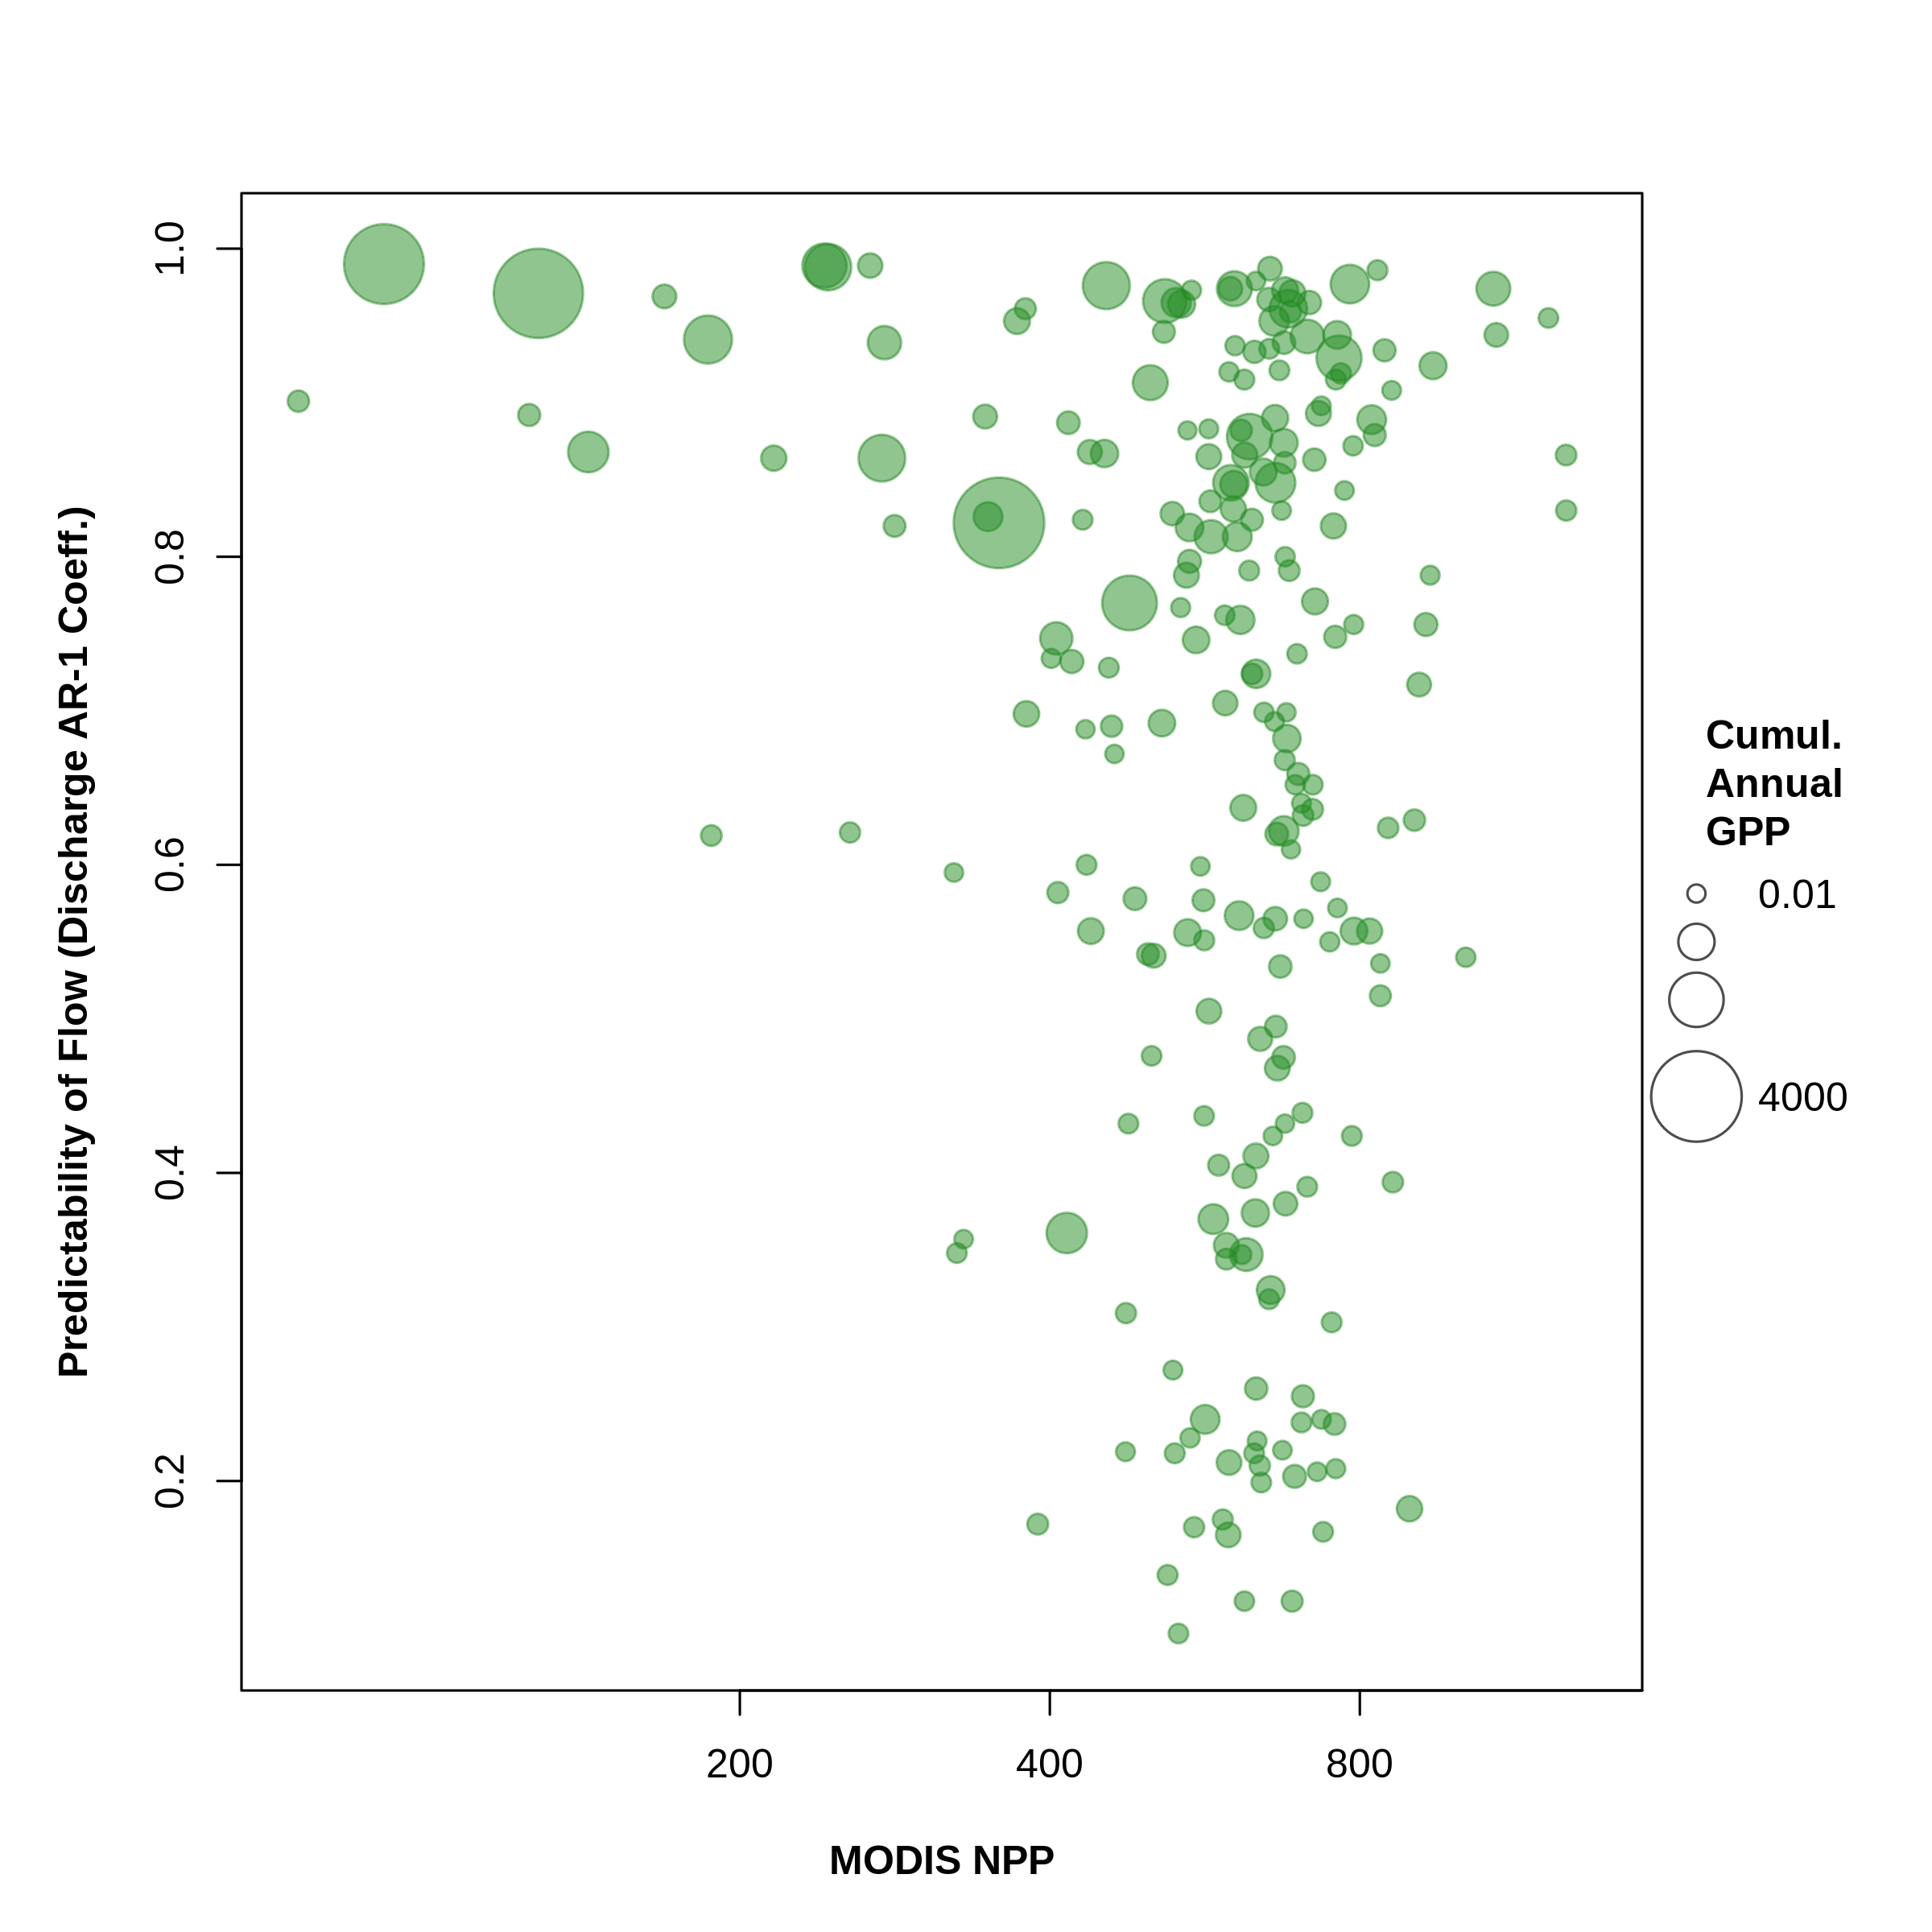 Predictability of Flow (Discharge AR-1 Coeff.)
1.0
0.8
0.6
0.4
0.2
200
400
800
MODIS NPP
Cumul.
Annual
GPP
0.01
4000